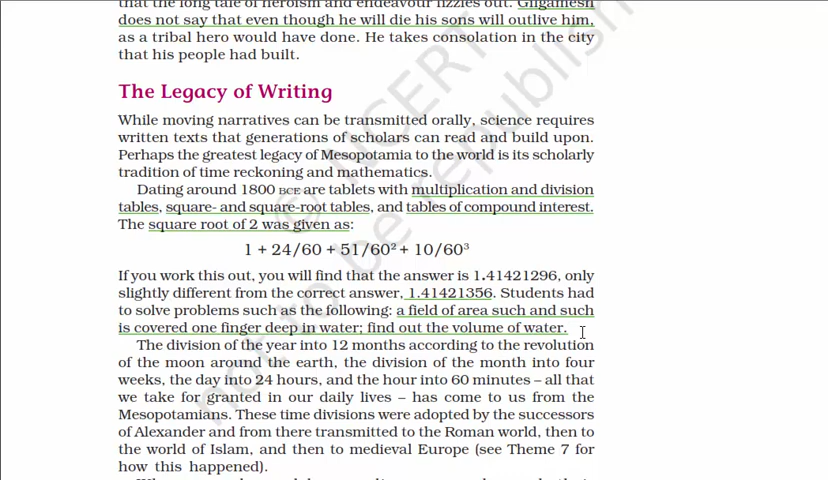 that the long tale of heroism and endeavour fizzles out. Gilgamesh
does not say that even though he will die his sons will outlive him,
as a tribal hero would have done. He takes consolation in the city
that his people had built.
The Legacy of Writing
While moving narratives can be transmitted orally, science requires
written texts that generations of scholars can read and build upon.
Perhaps the greatest legacy of Mesopotamia to the world is its scholarly
tradition of time reckoning and mathematics.
Dating around 1800 BCE are tablets with multiplication and division
tables, square- and square-root tables, and tables of compound interest.
The square root of 2 was given as:
1 + 24/60 + 51/60² + 10/60³
If you work this out, you will find that the answer is 1.41421296, only
slightly different from the correct answer, 1.41421356. Students had
to solve problems such as the following: a field of area such and such
is covered one finger deep in water; find out the volume of water.
The division of the year into 12 months according to the revolution
of the moon around the earth, the division of the month into four
weeks, the day into 24 hours, and the hour into 60 minutes – all that
we take for granted in our daily lives – has come to us from the
Mesopotamians. These time divisions were adopted by the successors
of Alexander and from there transmitted to the Roman world, then to
the world of Islam, and then to medieval Europe (see Theme 7 for
how this happened).
© NCERT
not to be republish